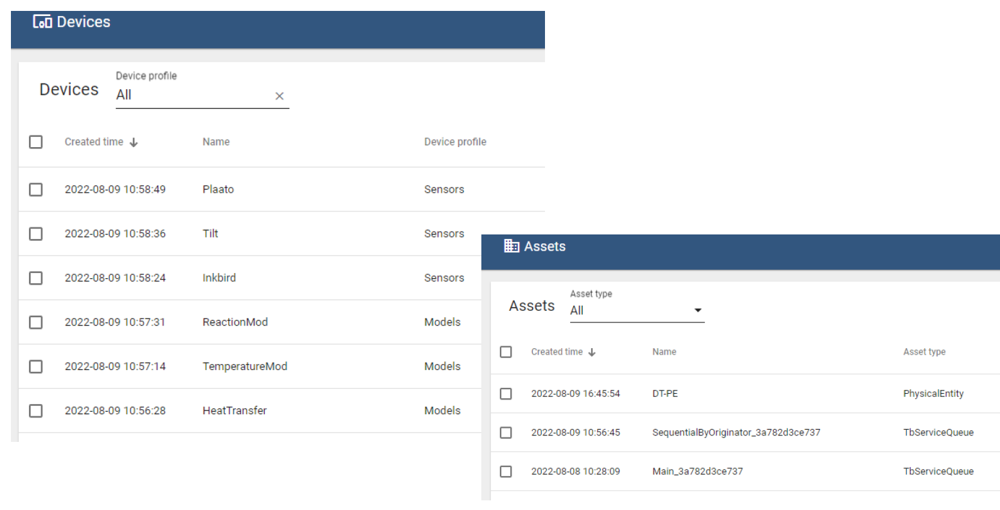 Devices
Devices
Device profile
All
Created time Name Device profile
2022-08-09 10:58:49 Plaato Sensors
2022-08-09 10:58:36 Tilt Sensors
2022-08-09 10:58:24 Inkbird Sensors
2022-08-09 10:57:31 ReactionMod Models
2022-08-09 10:57:14 TemperatureMod Models
2022-08-09 10:56:28 HeatTransfer Models
Assets
Assets
Asset type
All
Created time Name Asset type
2022-08-09 16:45:54 DT-PE PhysicalEntity
2022-08-09 10:56:45 SequentialByOriginator_3a782d3ce737 TbServiceQueue
2022-08-08 10:28:09 Main_3a782d3ce737 TbServiceQueue